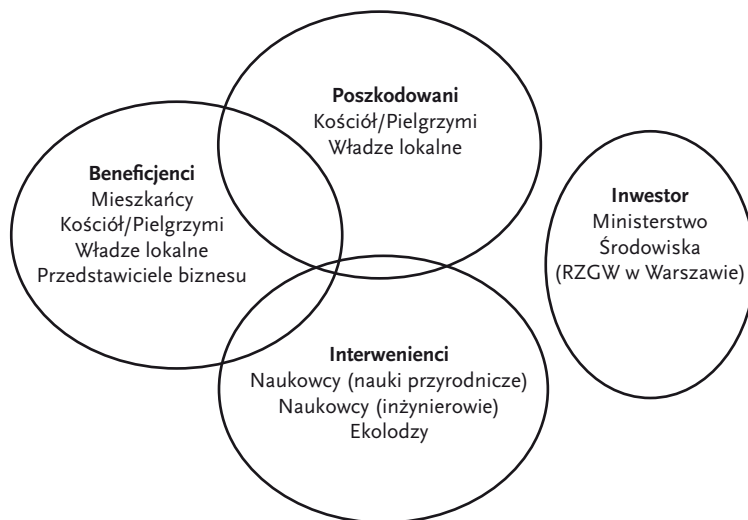 Poszkodowani
Kościół/Pielgrzymi
Władze lokalne
Beneficjenci
Mieszkańcy
Kościół/Pielgrzymi
Władze lokalne
Przedstawiciele biznesu
Inwestor
Ministerstwo
Środowiska
(RZGW w Warszawie)
Interwenienci
Naukowcy (nauki przyrodnicze)
Naukowcy (inżynierowie)
Ekolodzy